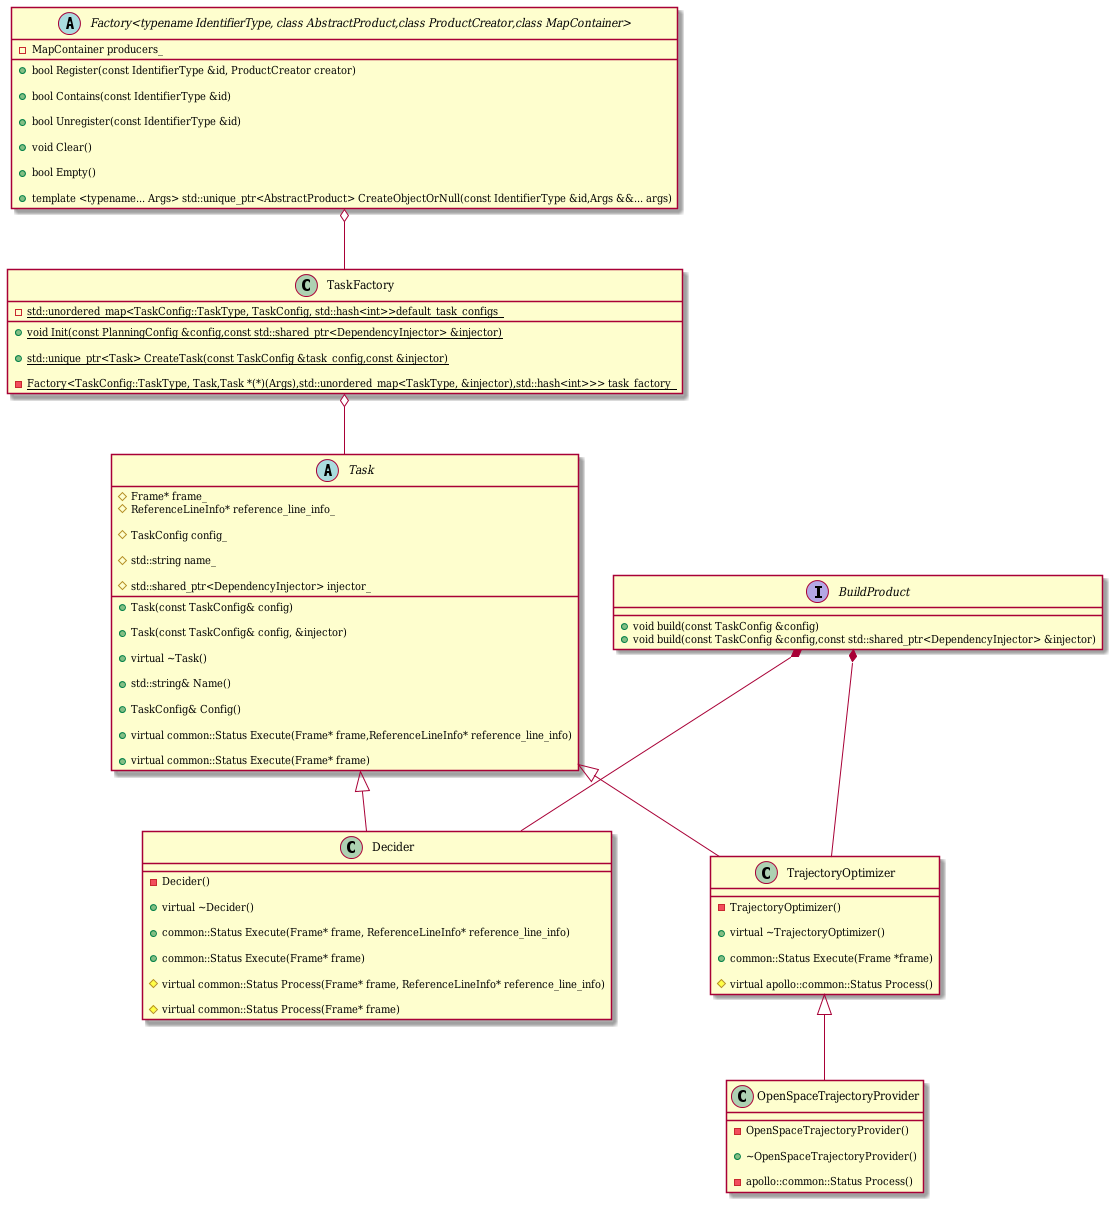 A Factory<typename IdentifierType, class AbstractProduct,class ProductCreator,class MapContainer>
MapContainer producers_
bool Register(const IdentifierType &id, ProductCreator creator)
bool Contains(const IdentifierType &id)
bool Unregister(const IdentifierType &id)
void Clear()
bool Empty()
template <typename... Args> std::unique_ptr<AbstractProduct> CreateObjectOrNull(const IdentifierType &id,Args &&... args)
C TaskFactory
std::unordered_map<TaskConfig::TaskType, TaskConfig, std::hash<int>>default_task_configs_
void Init(const PlanningConfig &config,const std::shared_ptr<DependencyInjector> &injector)
std::unique_ptr<Task> CreateTask(const TaskConfig &task_config,const &injector)
Factory<TaskConfig::TaskType, Task,Task *(*)(Args),std::unordered_map<TaskType, &injector),std::hash<int>>> task_factory_
A Task
Frame* frame_
ReferenceLineInfo* reference_line_info_
TaskConfig config_
std::string name_
std::shared_ptr<DependencyInjector> injector_
Task(const TaskConfig& config)
Task(const TaskConfig& config, &injector)
virtual ~Task()
std::string& Name()
TaskConfig& Config()
virtual common::Status Execute(Frame* frame,ReferenceLineInfo* reference_line_info)
virtual common::Status Execute(Frame* frame)
I BuildProduct
void build(const TaskConfig &config)
void build(const TaskConfig &config,const std::shared_ptr<DependencyInjector> &injector)
C Decider
Decider()
virtual ~Decider()
common::Status Execute(Frame* frame, ReferenceLineInfo* reference_line_info)
common::Status Execute(Frame* frame)
virtual common::Status Process(Frame* frame, ReferenceLineInfo* reference_line_info)
virtual common::Status Process(Frame* frame)
C TrajectoryOptimizer
TrajectoryOptimizer()
virtual ~TrajectoryOptimizer()
common::Status Execute(Frame *frame)
virtual apollo::common::Status Process()
C OpenSpaceTrajectoryProvider
OpenSpaceTrajectoryProvider()
~OpenSpaceTrajectoryProvider()
apollo::common::Status Process()